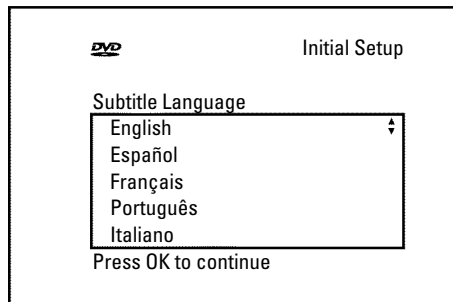 DVD
Initial Setup
Subtitle Language
English
Español
Français
Português
Italiano
Press OK to continue